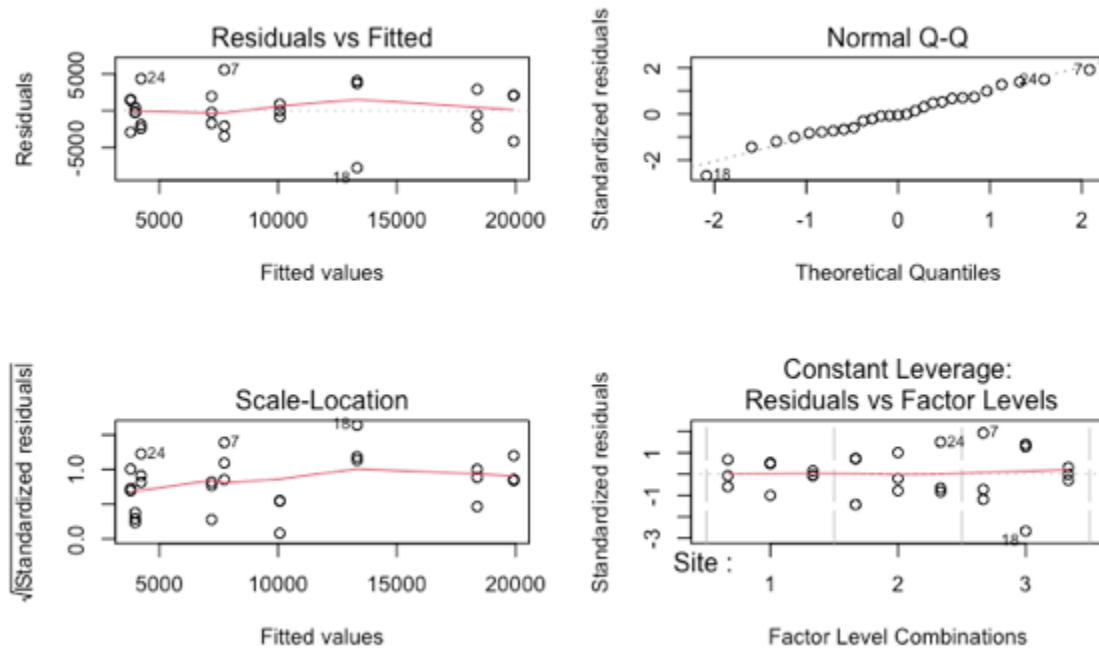 Residuals vs Fitted
Residuals
5000
-5000
24
7
18
5000 10000 15000 20000
Fitted values
Normal Q-Q
Standardized residuals
2
0
-2
24
7
18
-2 -1 0 1 2
Theoretical Quantiles
Scale-Location
√|Standardized residuals|
1.0
0.0
24
7
18
5000 10000 15000 20000
Fitted values
Constant Leverage:
Residuals vs Factor Levels
Standardized residuals
1
-1
-3
24
7
18
Site :
1 2 3
Factor Level Combinations